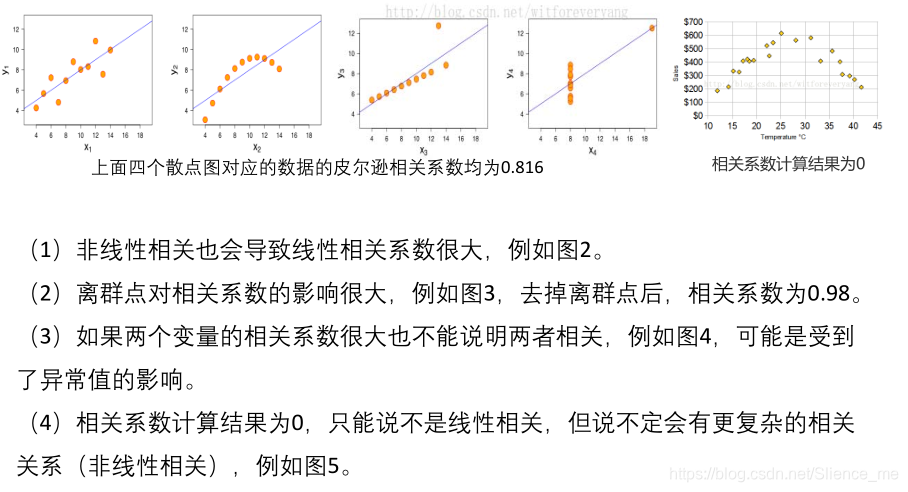 http://blog.csdn.net/witforeveryang
12
10
8
6
4
y1
4 6 8 10 12 14 16 18
x1
12
10
8
6
4
y2
4 6 8 10 12 14 16 18
x2
12
10
8
6
4
y3
4 6 8 10 12 14 16 18
x3
12
10
8
6
4
y4
4 6 8 10 12 14 16 18
x4
$700
$600
$500
$400
$300
$200
$100
$0
Sales
10 15 20 25 30 35 40 45
Temperature °C
上面四个散点图对应的数据的皮尔逊相关系数均为0.816
相关系数计算结果为0
（1）非线性相关也会导致线性相关系数很大，例如图2。
（2）离群点对相关系数的影响很大，例如图3，去掉离群点后，相关系数为0.98。
（3）如果两个变量的相关系数很大也不能说明两者相关，例如图4，可能是受到
了异常值的影响。
（4）相关系数计算结果为0，只能说不是线性相关，但说不定会有更复杂的相关
关系（非线性相关），例如图5。
https://blog.csdn.net/Slience_me